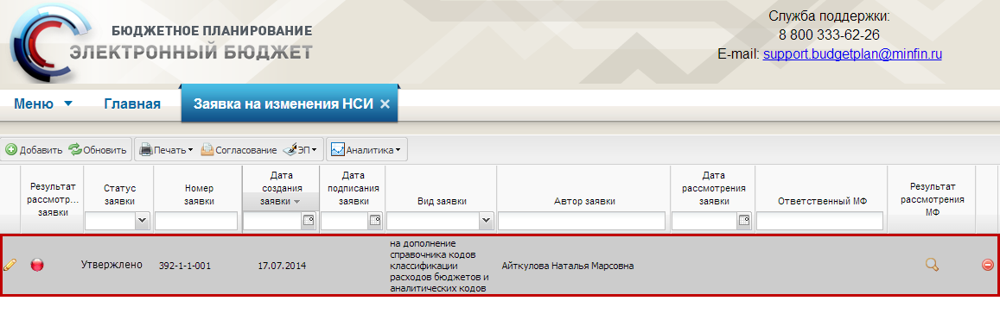 Служба поддержки:
8 800 333-62-26
E-mail: support.budgetplan@minfin.ru
БЮДЖЕТНОЕ ПЛАНИРОВАНИЕ
ЭЛЕКТРОННЫЙ БЮДЖЕТ
Меню Главная Заявка на изменения НСИ
Добавить Обновить Печать Согласование ЭП Аналитика
Результат рассмотр... заявки
Статус заявки
Номер заявки
Дата создания заявки
Дата подписания заявки
Вид заявки
Автор заявки
Дата рассмотрения заявки
Ответственный МФ
Результат рассмотрения МФ
Утверждено
392-1-1-001
17.07.2014
на дополнение
справочника кодов
классификации
расходов бюджетов и
аналитических кодов
Айткулова Наталья Марсовна